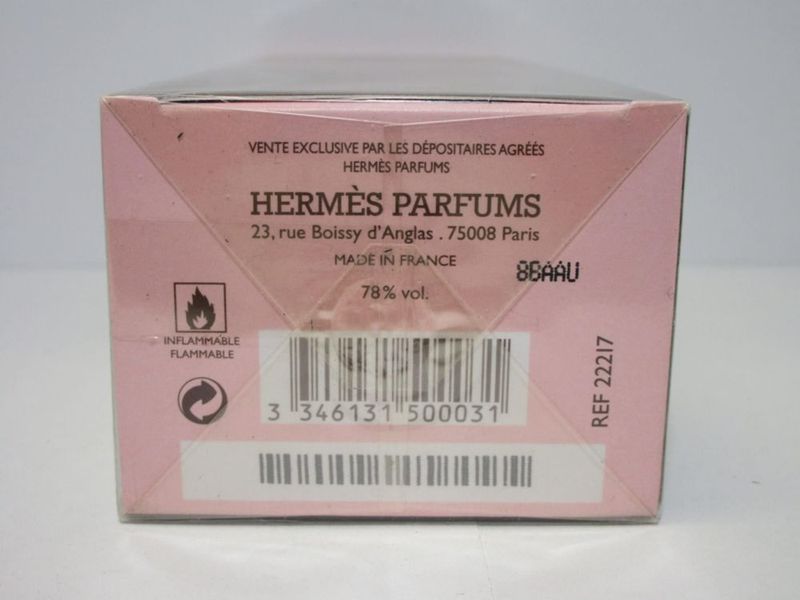 VENTE EXCLUSIVE PAR LES DÉPOSITAIRES AGRÉÉS
HERMÈS PARFUMS
HERMÈS PARFUMS
23, rue Boissy d'Anglas . 75008 Paris
MADE IN FRANCE
8BAAU
78% vol.
INFLAMMABLE
FLAMMABLE
3 346131 500031
REF 22217